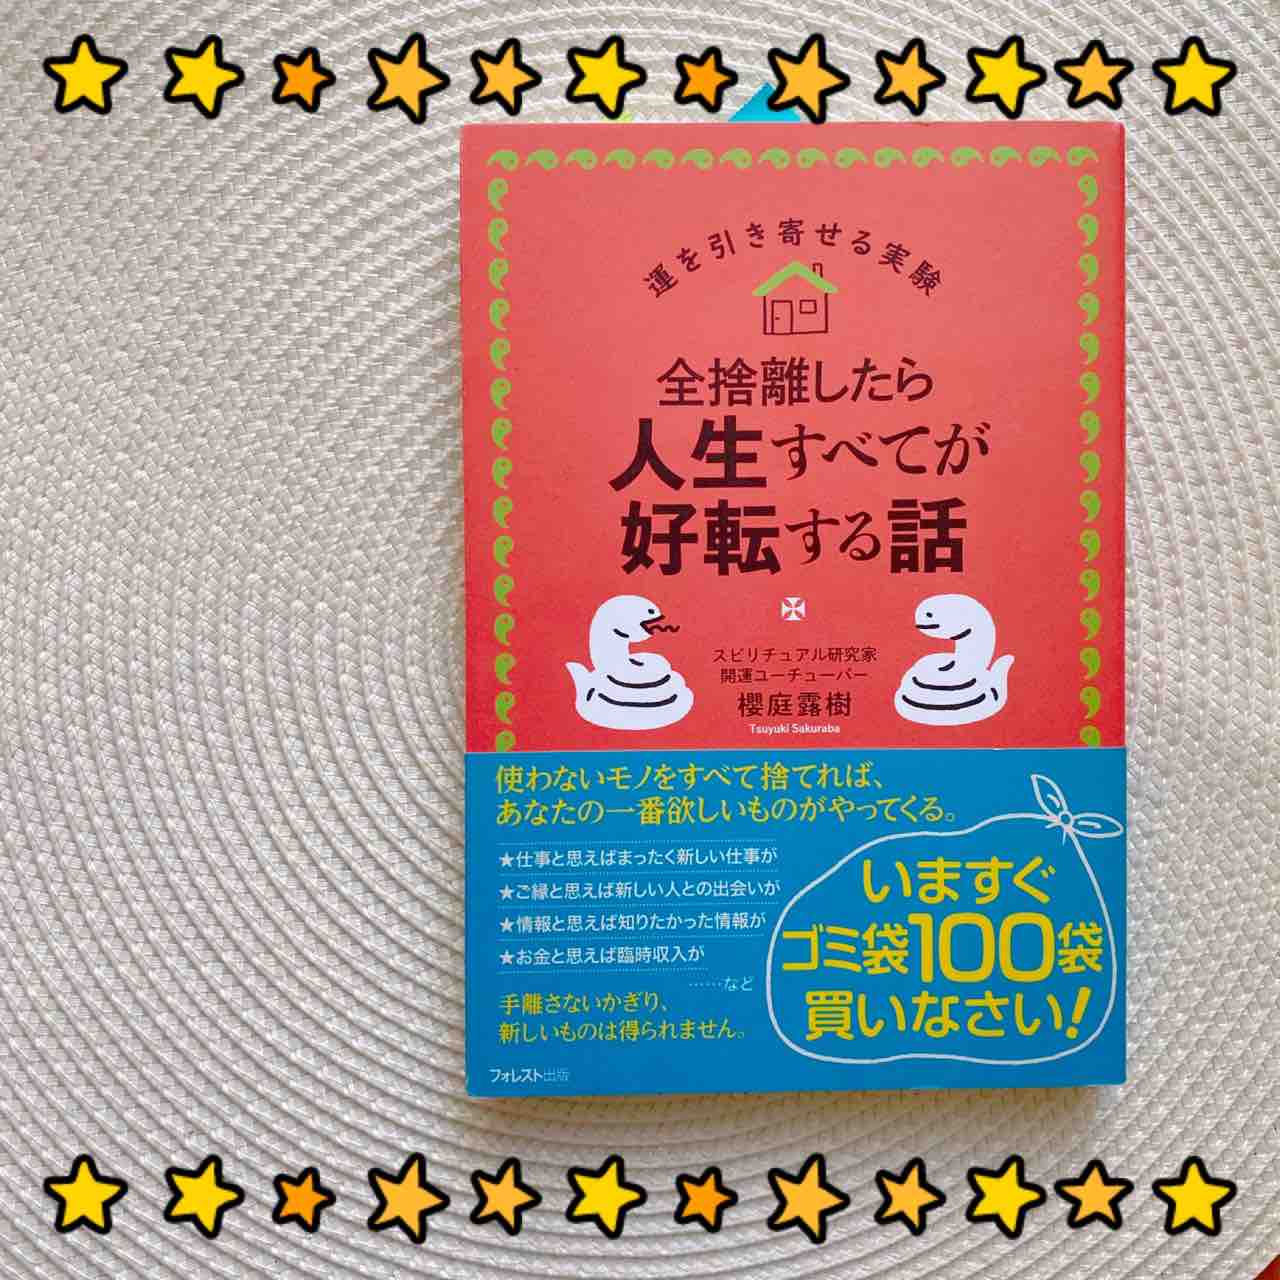 運を引き寄せる実験
全捨離したら
人生すべてが
好転する話
スピリチュアル研究家
開運ユーチューバー
櫻庭露樹
Tsuyuki Sakuraba
使わないモノをすべて捨てれば、
あなたの一番欲しいものがやってくる。
★仕事と思えばまったく新しい仕事が
★ご縁と思えば新しい人との出会いが
★情報と思えば知りたかった情報が
★お金と思えば臨時収入が
……など
手離さないかぎり、
新しいものは得られません。
いますぐ
ゴミ袋100袋
買いなさい!
フォレスト出版